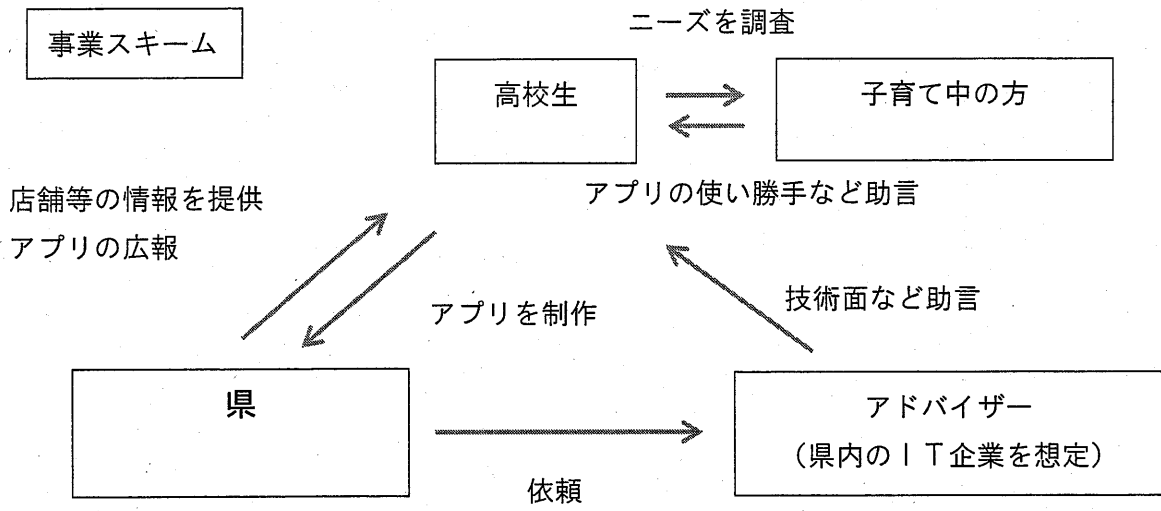 事業スキーム
ニーズを調査
高校生
子育て中の方
店舗等の情報を提供
アプリの広報
アプリの使い勝手など助言
アプリを制作
技術面など助言
県
アドバイザー
(県内のIT企業を想定)
依頼